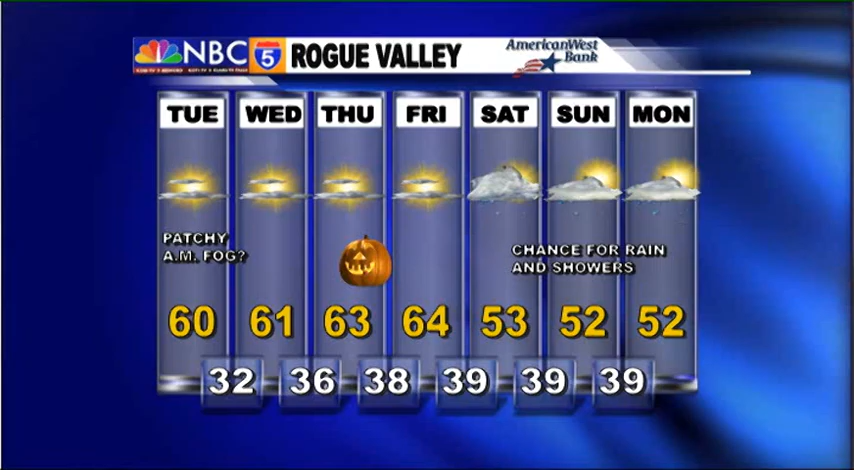 NBC 5 ROGUE VALLEY
AmericanWest
Bank
TUE WED THU FRI SAT SUN MON
PATCHY
A.M. FOG?
CHANCE FOR RAIN
AND SHOWERS
60 61 63 64 53 52 52
32 36 38 39 39 39